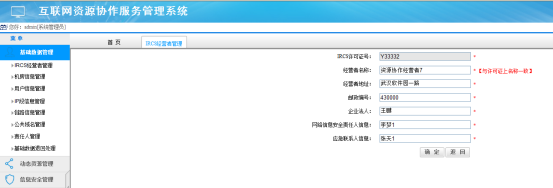 互联网资源协作服务管理系统
您好：admin(系统管理员)
菜单
首 页 IRCS经营者管理
基础数据管理
IRCS经营者管理
机房信息管理
用户信息管理
IP段信息管理
链路信息管理
公共域名管理
责任人管理
基础数据退回处理
动态资源管理
信息安全管理
IRCS许可证号： Y33332 *
经营者名称： 资源协作经营者7 *【与许可证上名称一致】
经营者地址： 武汉软件园一路 *
邮政编号： 430000 *
企业法人： 王麟 *
网络信息安全责任人信息： 李梦1 *
应急联系人信息： 张天1 *
确 定 返 回